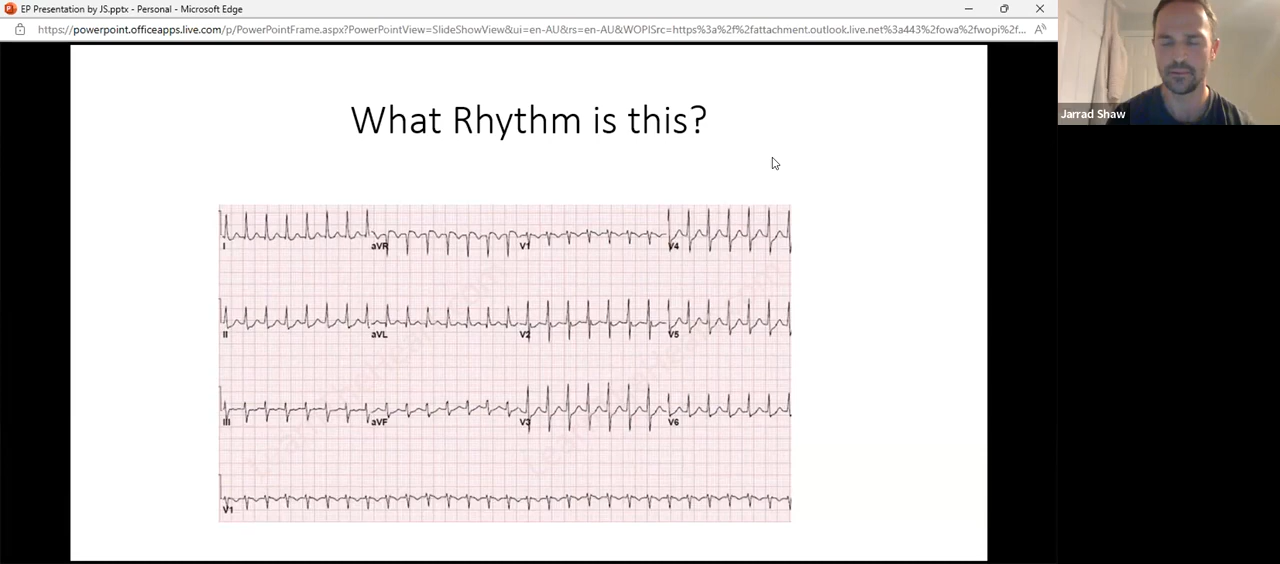 EP Presentation by JS.pptx - Personal - Microsoft Edge
https://powerpoint.officeapps.live.com/p/PowerPointFrame.aspx?PowerPointView=SlideShowView&ui=en-AU&rs=en-AU&WOPISrc=https%3a%2f%2fattachment.outlook.live.net%3a443%2fowa%2fwopi%2f...
Jarrad Shaw
What Rhythm is this?
I aVR V1 V4
II aVL V2 V5
III aVF V3 V6
V1